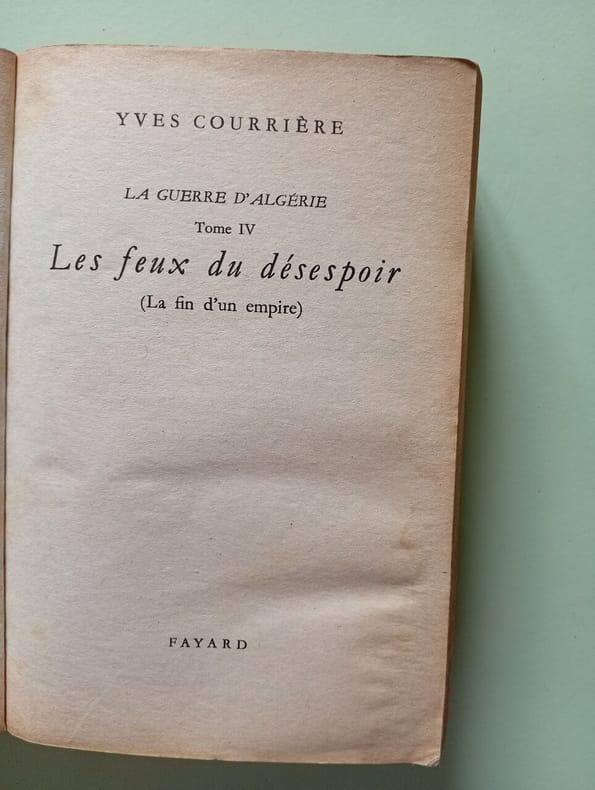 YVES COURRIÈRE
LA GUERRE D'ALGÉRIE
Tome IV
Les feux du désespoir
(La fin d'un empire)
FAYARD